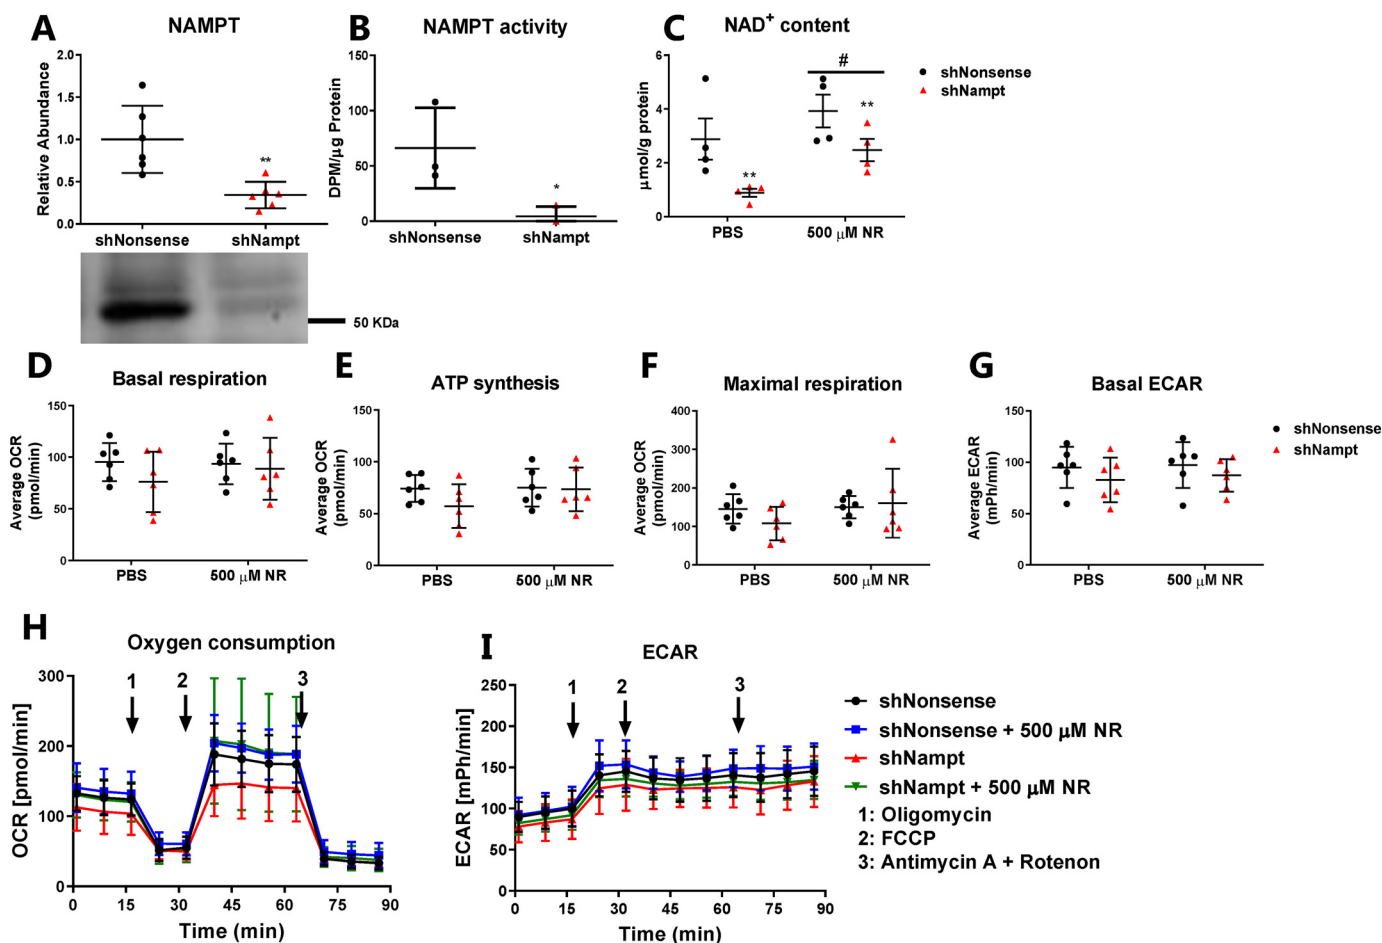 A
NAMPT
Relative Abundance
2.0
1.5
1.0
0.5
0.0
**
shNonsense
shNampt
50 KDa
B
NAMPT activity
DPM/µg Protein
150
100
50
0
*
shNonsense
shNampt
C
NAD+ content
µmol/g protein
6
4
2
0
**
#
**
PBS
500 µM NR
shNonsense
shNampt
D
Basal respiration
Average OCR
(pmol/min)
150
100
50
0
PBS
500 µM NR
E
ATP synthesis
Average OCR
(pmol/min)
150
100
50
0
PBS
500 µM NR
F
Maximal respiration
Average OCR
(pmol/min)
400
300
200
100
0
PBS
500 µM NR
G
Basal ECAR
Average ECAR
(mPh/min)
150
100
50
0
PBS
500 µM NR
shNonsense
shNampt
H
Oxygen consumption
OCR [pmol/min]
300
200
100
0
1
2
3
0
15
30
45
60
75
90
Time (min)
I
ECAR
ECAR [mPh/min]
250
200
150
100
50
0
1
2
3
0
15
30
45
60
75
90
Time (min)
shNonsense
shNonsense + 500 µM NR
shNampt
shNampt + 500 µM NR
1: Oligomycin
2: FCCP
3: Antimycin A + Rotenon